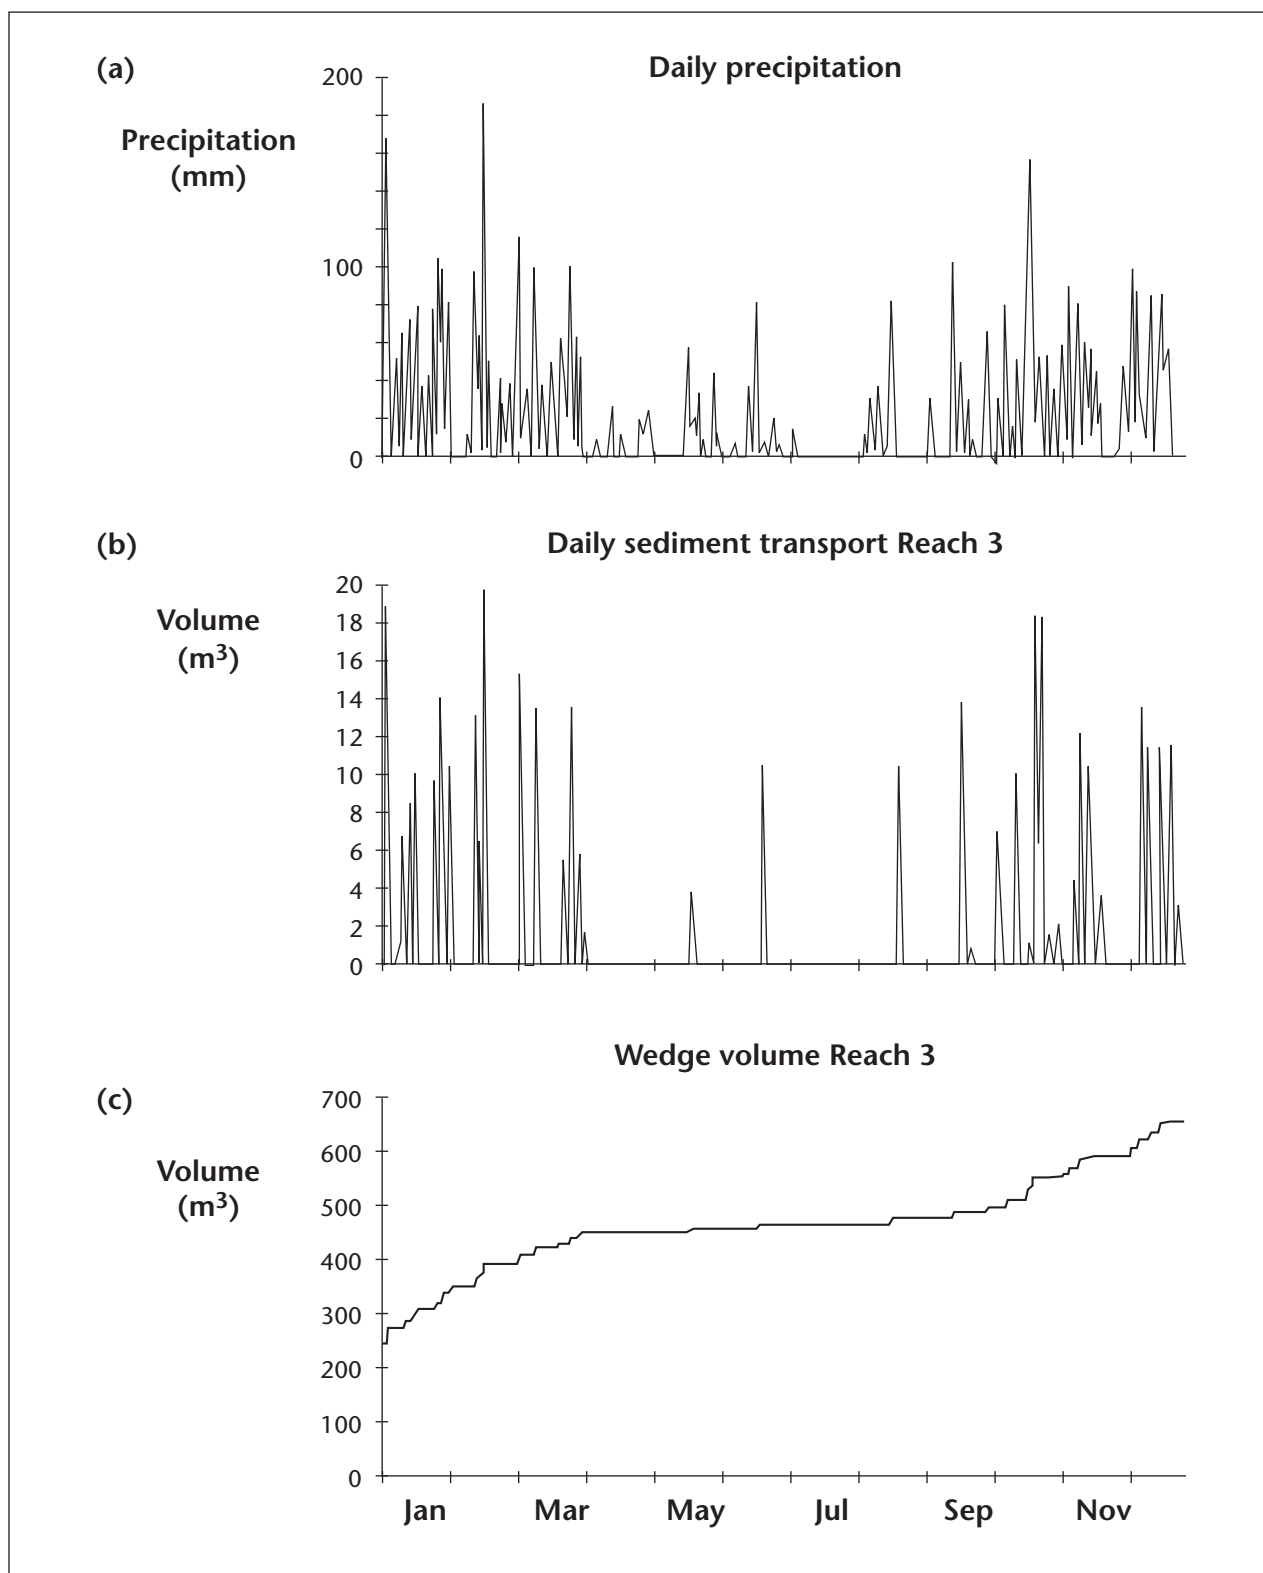 (a)
Daily precipitation
Precipitation
(mm)
200
100
0
(b)
Daily sediment transport Reach 3
Volume
(m³)
20
18
16
14
12
10
8
6
4
2
0
(c)
Wedge volume Reach 3
Volume
(m³)
700
600
500
400
300
200
100
0
Jan Mar May Jul Sep Nov